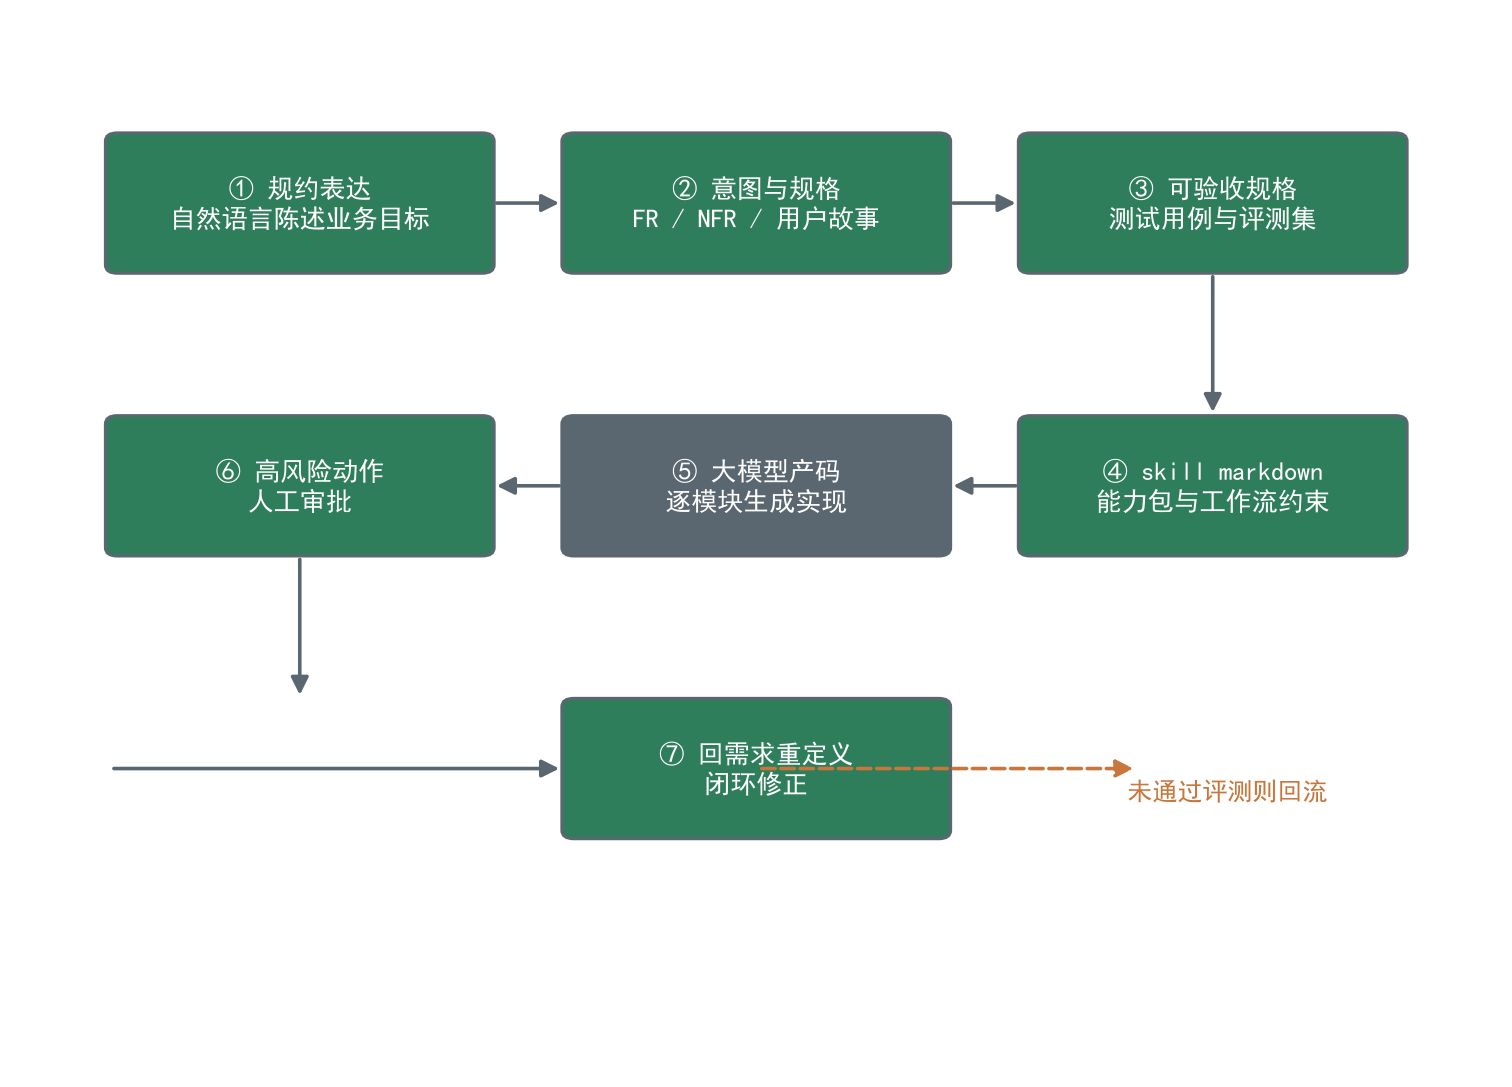 ① 规约表达
自然语言陈述业务目标
② 意图与规格
FR / NFR / 用户故事
③ 可验收规格
测试用例与评测集
④ skill markdown
能力包与工作流约束
⑤ 大模型产码
逐模块生成实现
⑥ 高风险动作
人工审批
⑦ 回需求重定义
闭环修正
未通过评测则回流